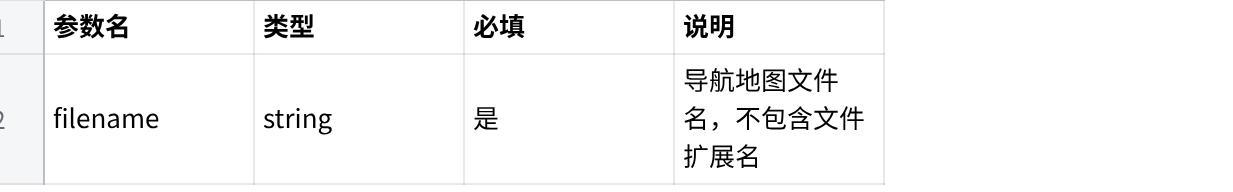 1 参数名 类型 必填 说明
2 filename string 是 导航地图文件
名，不包含文件
扩展名